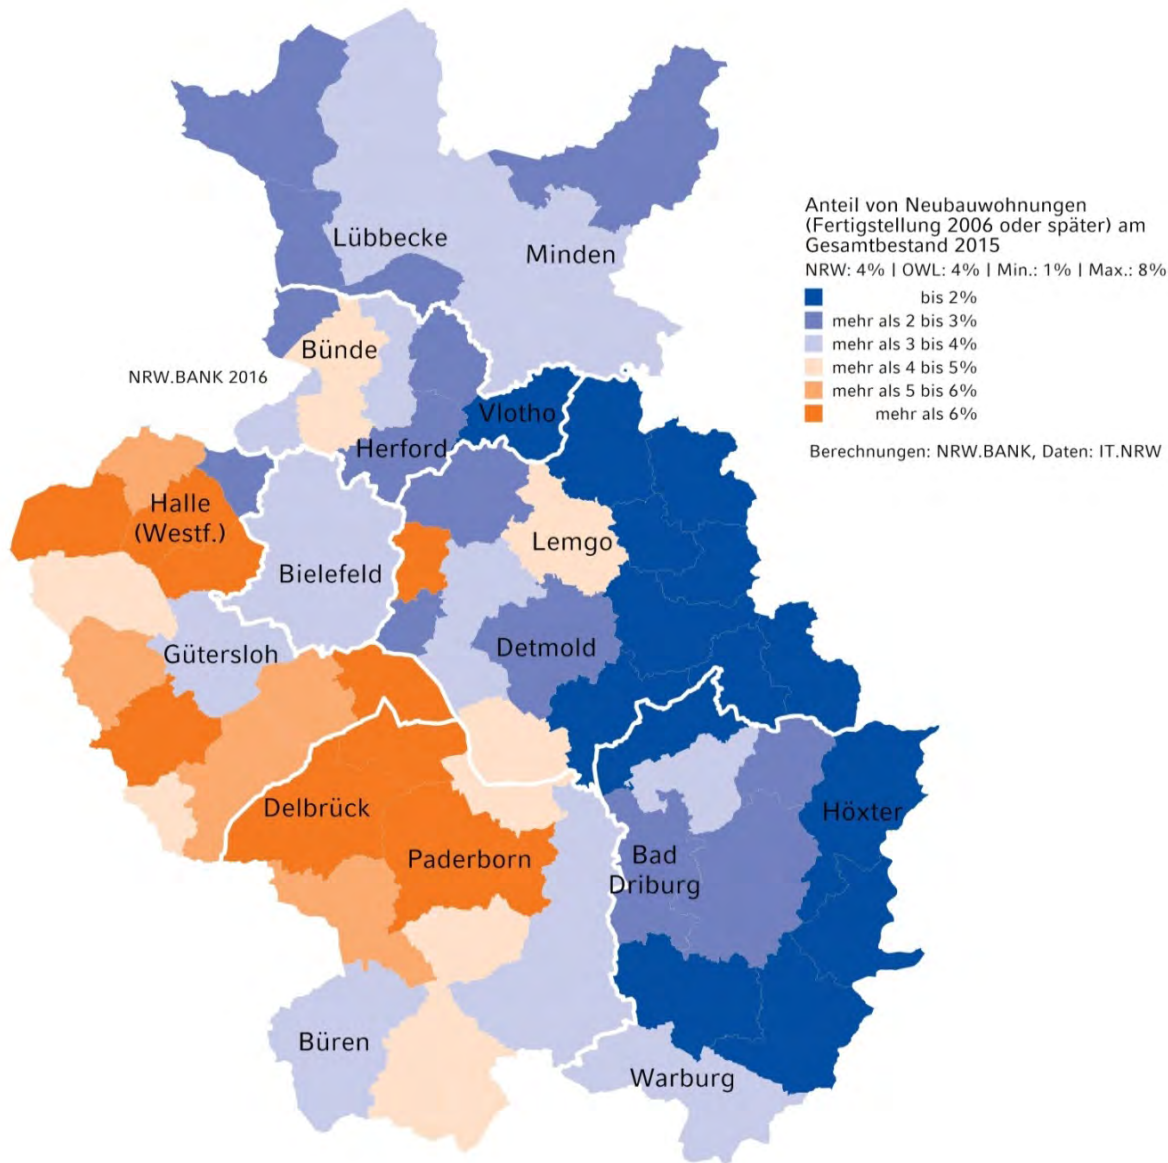 Lübbecke
Minden
Anteil von Neubauwohnungen
(Fertigstellung 2006 oder später) am
Gesamtbestand 2015
NRW: 4% | OWL: 4% | Min.: 1% | Max.: 8%
bis 2%
mehr als 2 bis 3%
mehr als 3 bis 4%
mehr als 4 bis 5%
mehr als 5 bis 6%
mehr als 6%
Berechnungen: NRW.BANK, Daten: IT.NRW
Bünde
NRW.BANK 2016
Vlotho
Herford
Halle
(Westf.)
Lemgo
Bielefeld
Gütersloh
Detmold
Delbrück
Höxter
Paderborn
Bad
Driburg
Büren
Warburg